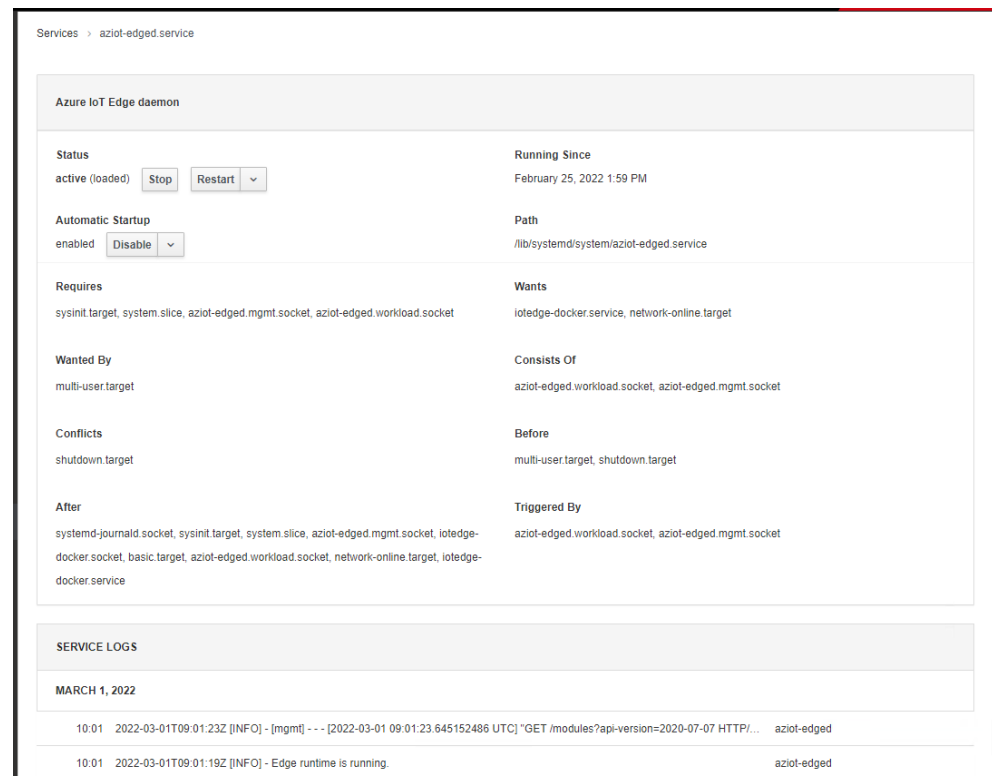 Services › aziot-edged.service
Azure IoT Edge daemon
Status
active (loaded) Stop Restart
Running Since
February 25, 2022 1:59 PM
Automatic Startup
enabled Disable
Path
/lib/systemd/system/aziot-edged.service
Requires
sysinit.target, system.slice, aziot-edged.mgmt.socket, aziot-edged.workload.socket
Wants
iotedge-docker.service, network-online.target
Wanted By
multi-user.target
Consists Of
aziot-edged.workload.socket, aziot-edged.mgmt.socket
Conflicts
shutdown.target
Before
multi-user.target, shutdown.target
After
systemd-journald.socket, sysinit.target, system.slice, aziot-edged.mgmt.socket, iotedge-
docker.socket, basic.target, aziot-edged.workload.socket, network-online.target, iotedge-
docker.service
Triggered By
aziot-edged.workload.socket, aziot-edged.mgmt.socket
SERVICE LOGS
MARCH 1, 2022
10:01 2022-03-01T09:01:23Z [INFO] - [mgmt] - - - [2022-03-01 09:01:23.645152486 UTC] "GET /modules?api-version=2020-07-07 HTTP/... aziot-edged
10:01 2022-03-01T09:01:19Z [INFO] - Edge runtime is running. aziot-edged